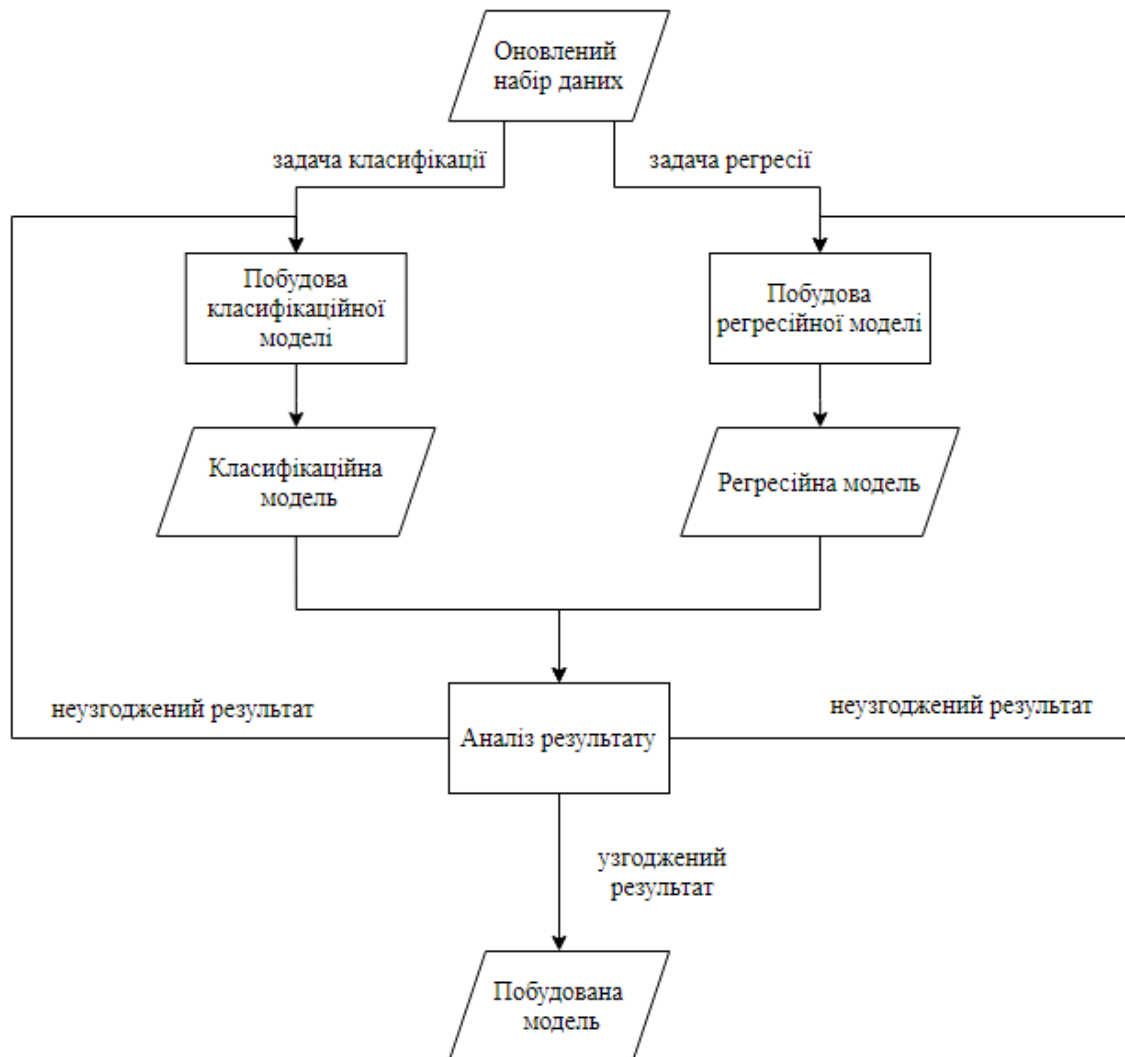 Оновлений
набір даних
задача класифікації
задача регресії
Побудова
класифікаційної
моделі
Побудова
регресійної моделі
Класифікаційна
модель
Регресійна модель
неузгоджений результат
неузгоджений результат
Аналіз результату
узгоджений
результат
Побудована
модель